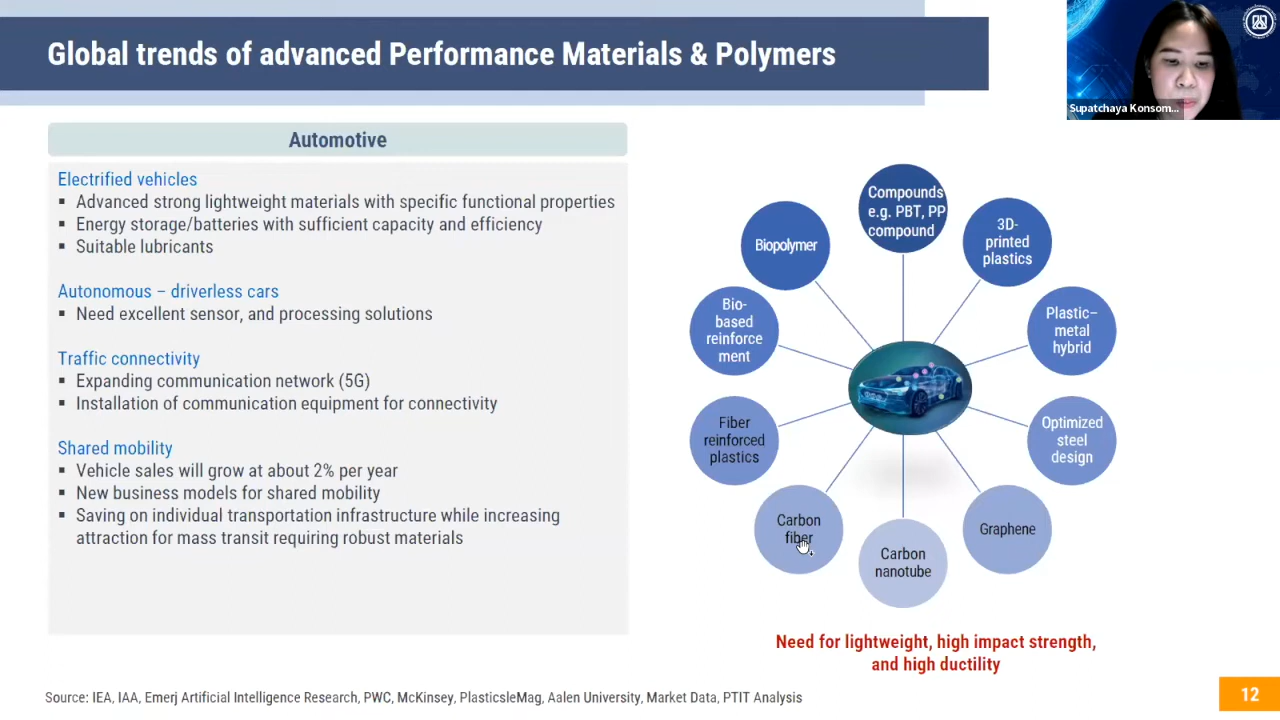 Global trends of advanced Performance Materials & Polymers
Supatchaya Konsom...
Automotive
Electrified vehicles
▪ Advanced strong lightweight materials with specific functional properties
▪ Energy storage/batteries with sufficient capacity and efficiency
▪ Suitable lubricants
Autonomous – driverless cars
▪ Need excellent sensor, and processing solutions
Traffic connectivity
▪ Expanding communication network (5G)
▪ Installation of communication equipment for connectivity
Shared mobility
▪ Vehicle sales will grow at about 2% per year
▪ New business models for shared mobility
▪ Saving on individual transportation infrastructure while increasing
attraction for mass transit requiring robust materials
Compounds
e.g. PBT, PP
compound
3D-
printed
plastics
Plastic–
metal
hybrid
Optimized
steel
design
Graphene
Carbon
nanotube
Carbon
fiber
Fiber
reinforced
plastics
Bio-
based
reinforce
ment
Biopolymer
Need for lightweight, high impact strength,
and high ductility
Source: IEA, IAA, Emerj Artificial Intelligence Research, PWC, McKinsey, PlasticsleMag, Aalen University, Market Data, PTIT Analysis
12